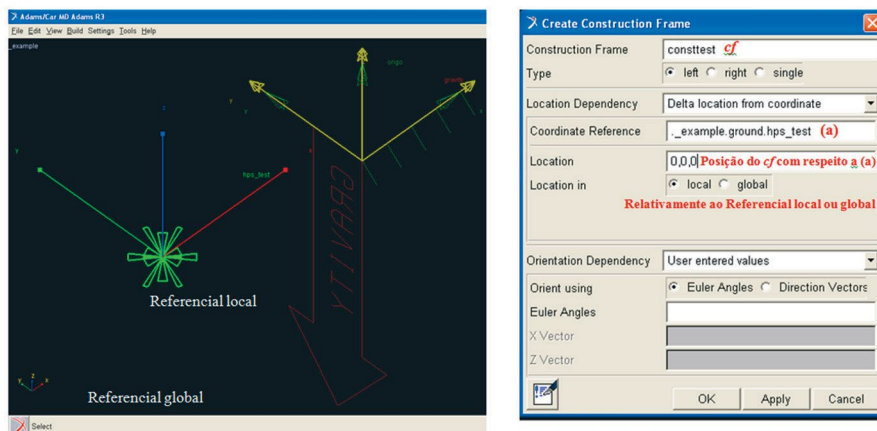 Adams/Car MD Adams R3
File Edit View Build Settings Tools Help
_example
z
origo
gravity
y
y
x
hps_test
GRAVITY
Referencial local
z
y
x
Referencial global
Select
Create Construction Frame
Construction Frame
consttest cf
Type
left right single
Location Dependency
Delta location from coordinate
Coordinate Reference
._example.ground.hps_test (a)
Location
0,0,0 Posição do cf com respeito a (a)
Location in
local global
Relativamente ao Referencial local ou global
Orientation Dependency
User entered values
Orient using
Euler Angles Direction Vectors
Euler Angles
X Vector
Z Vector
OK Apply Cancel